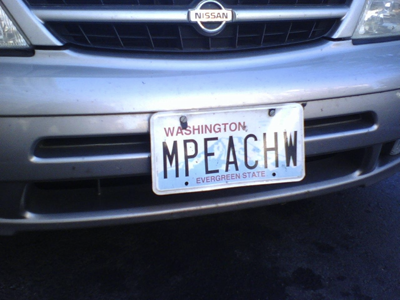 NISSAN
WASHINGTON
MPEACHW
EVERGREEN STATE